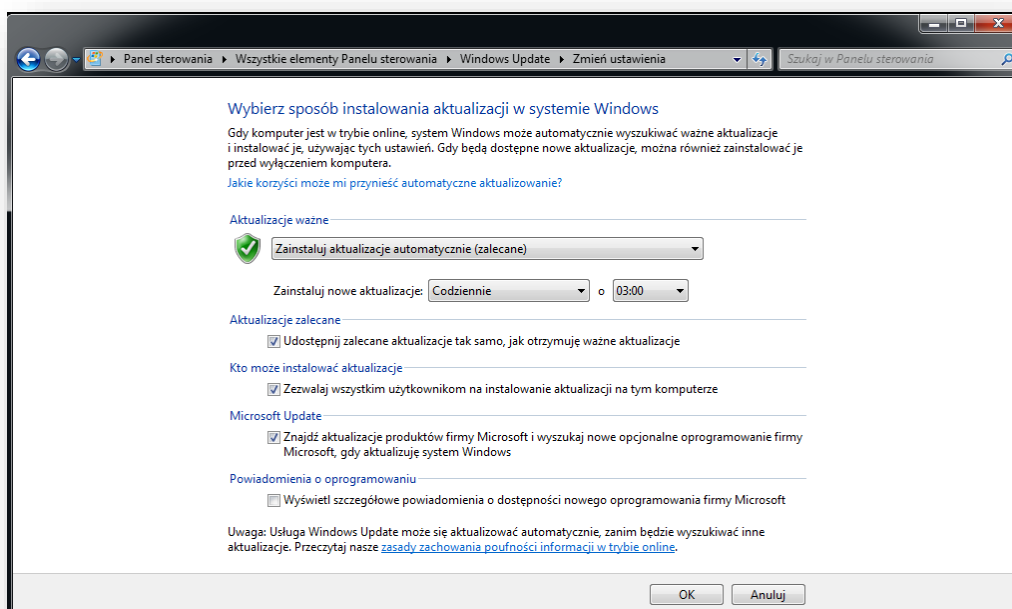 Panel sterowania Wszystkie elementy Panelu sterowania Windows Update Zmień ustawienia Szukaj w Panelu sterowania
Wybierz sposób instalowania aktualizacji w systemie Windows
Gdy komputer jest w trybie online, system Windows może automatycznie wyszukiwać ważne aktualizacje
i instalować je, używając tych ustawień. Gdy będą dostępne nowe aktualizacje, można również zainstalować je
przed wyłączeniem komputera.
Jakie korzyści może mi przynieść automatyczne aktualizowanie?
Aktualizacje ważne
Zainstaluj aktualizacje automatycznie (zalecane)
Zainstaluj nowe aktualizacje: Codziennie o 03:00
Aktualizacje zalecane
Udostępnij zalecane aktualizacje tak samo, jak otrzymuję ważne aktualizacje
Kto może instalować aktualizacje
Zezwalaj wszystkim użytkownikom na instalowanie aktualizacji na tym komputerze
Microsoft Update
Znajdź aktualizacje produktów firmy Microsoft i wyszukaj nowe opcjonalne oprogramowanie firmy
Microsoft, gdy aktualizuję system Windows
Powiadomienia o oprogramowaniu
Wyświetl szczegółowe powiadomienia o dostępności nowego oprogramowania firmy Microsoft
Uwaga: Usługa Windows Update może się aktualizować automatycznie, zanim będzie wyszukiwać inne
aktualizacje. Przeczytaj nasze zasady zachowania poufności informacji w trybie online.
OK Anuluj